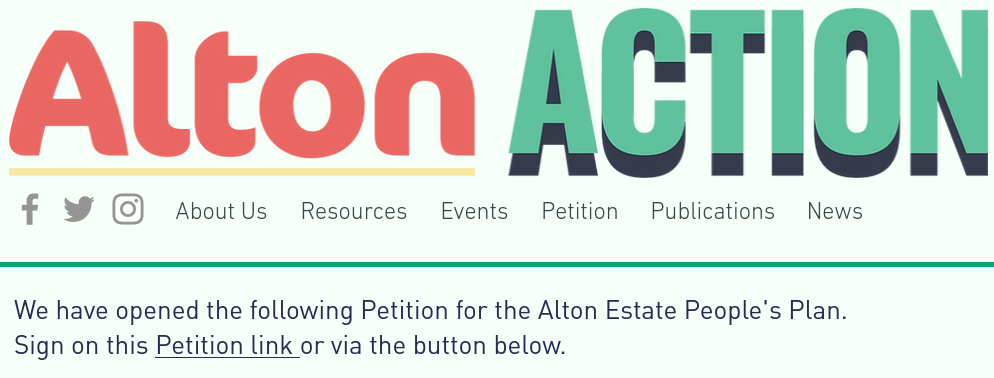 Alton ACTION
About Us Resources Events Petition Publications News
We have opened the following Petition for the Alton Estate People's Plan.
Sign on this Petition link or via the button below.